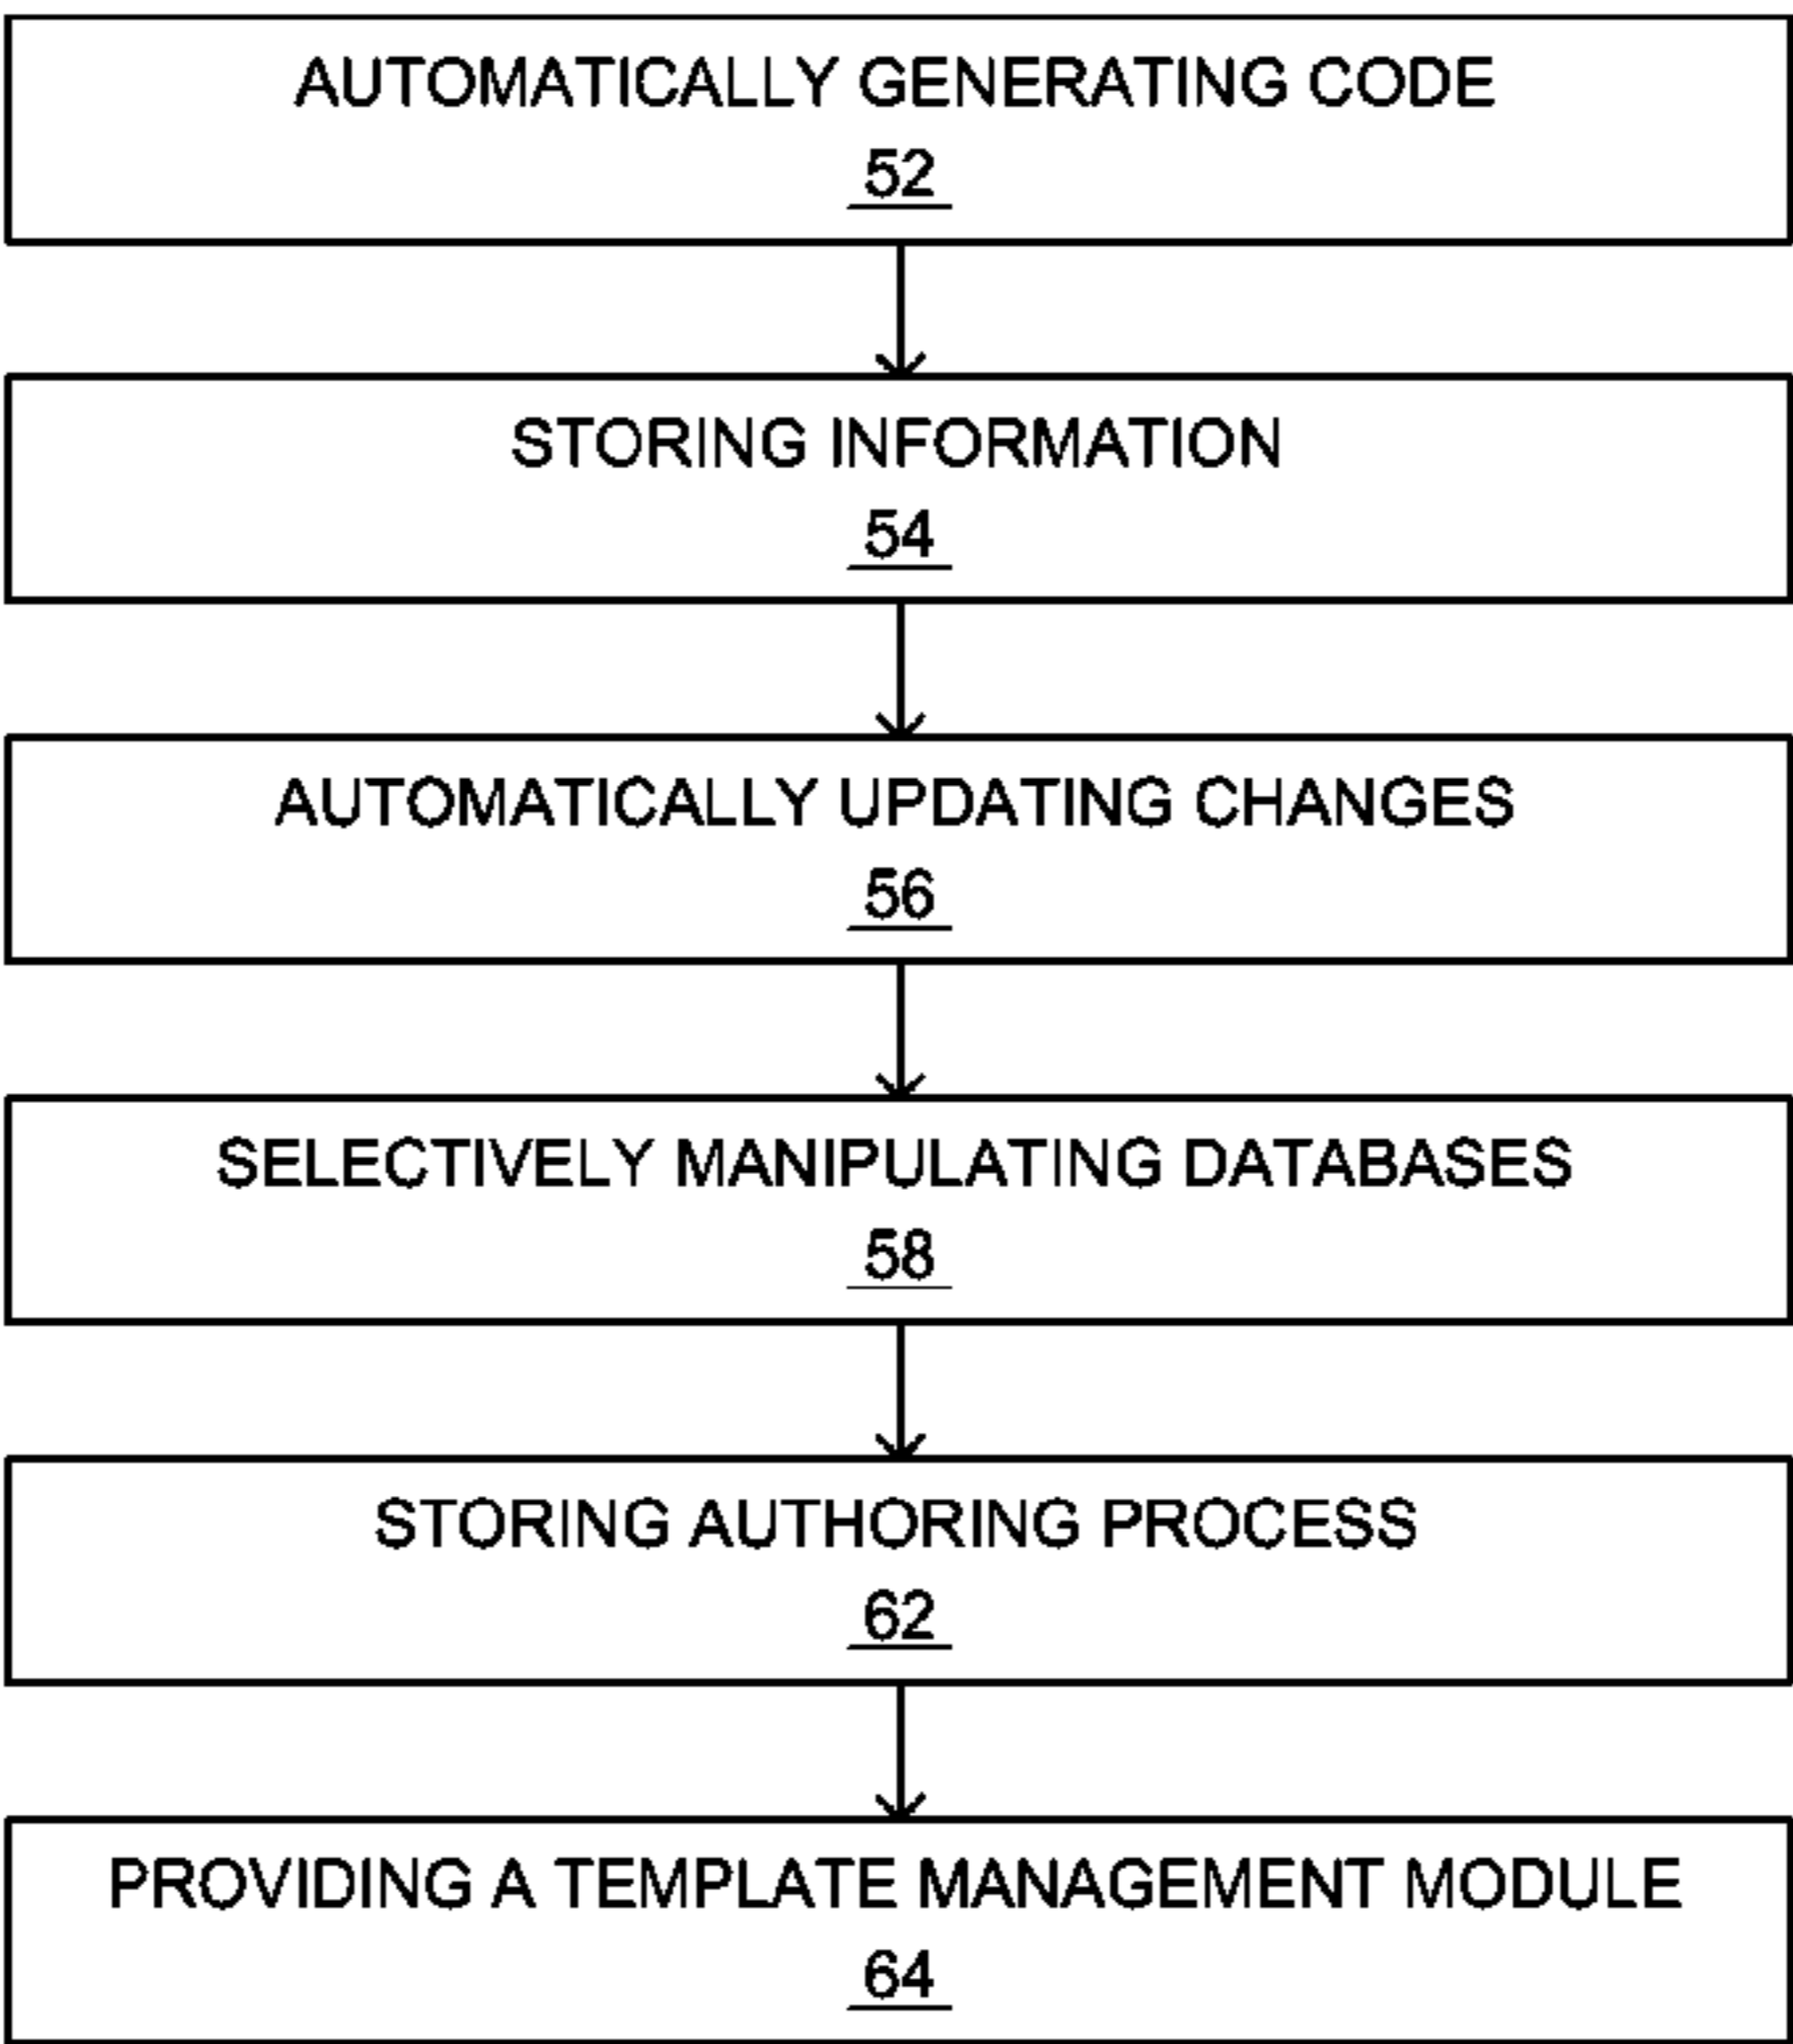 AUTOMATICALLY GENERATING CODE
52
STORING INFORMATION
54
AUTOMATICALLY UPDATING CHANGES
56
SELECTIVELY MANIPULATING DATABASES
58
STORING AUTHORING PROCESS
62
PROVIDING A TEMPLATE MANAGEMENT MODULE
64